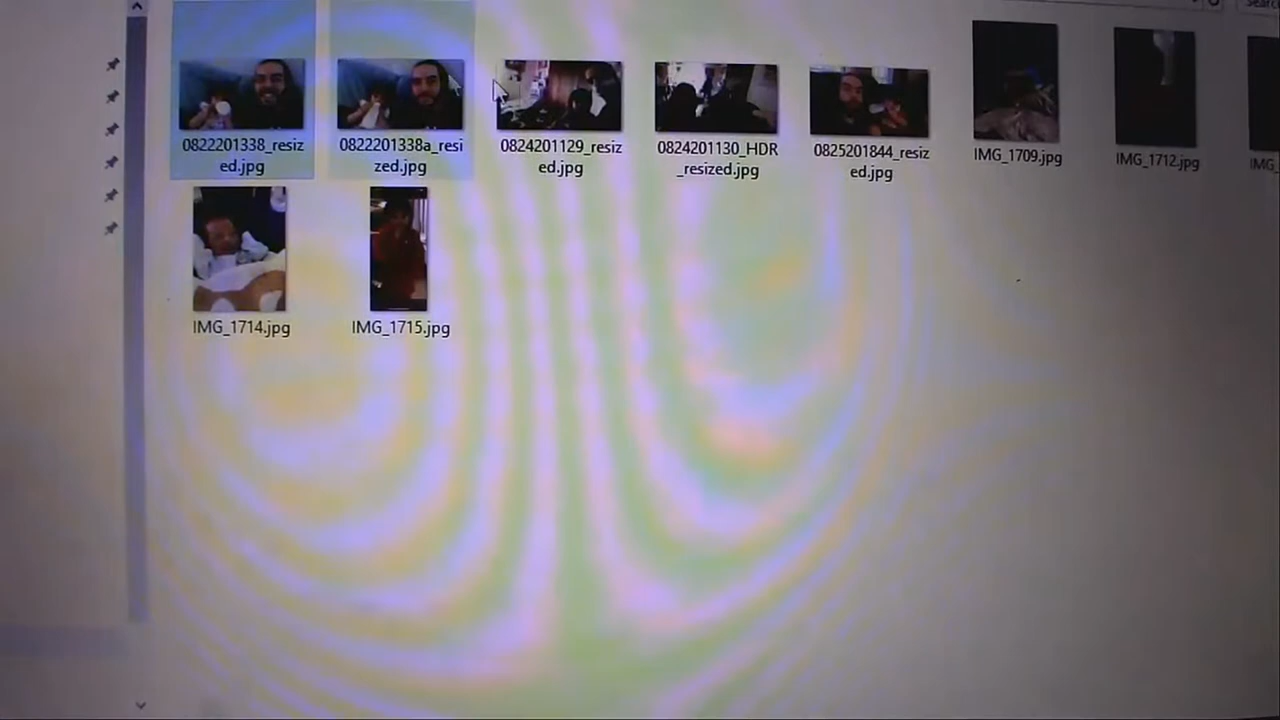 0822201338_resiz
ed.jpg
0822201338a_resi
zed.jpg
0824201129_resiz
ed.jpg
0824201130_HDR
_resized.jpg
0825201844_resiz
ed.jpg
IMG_1709.jpg
IMG_1712.jpg
IMG_
IMG_1714.jpg
IMG_1715.jpg